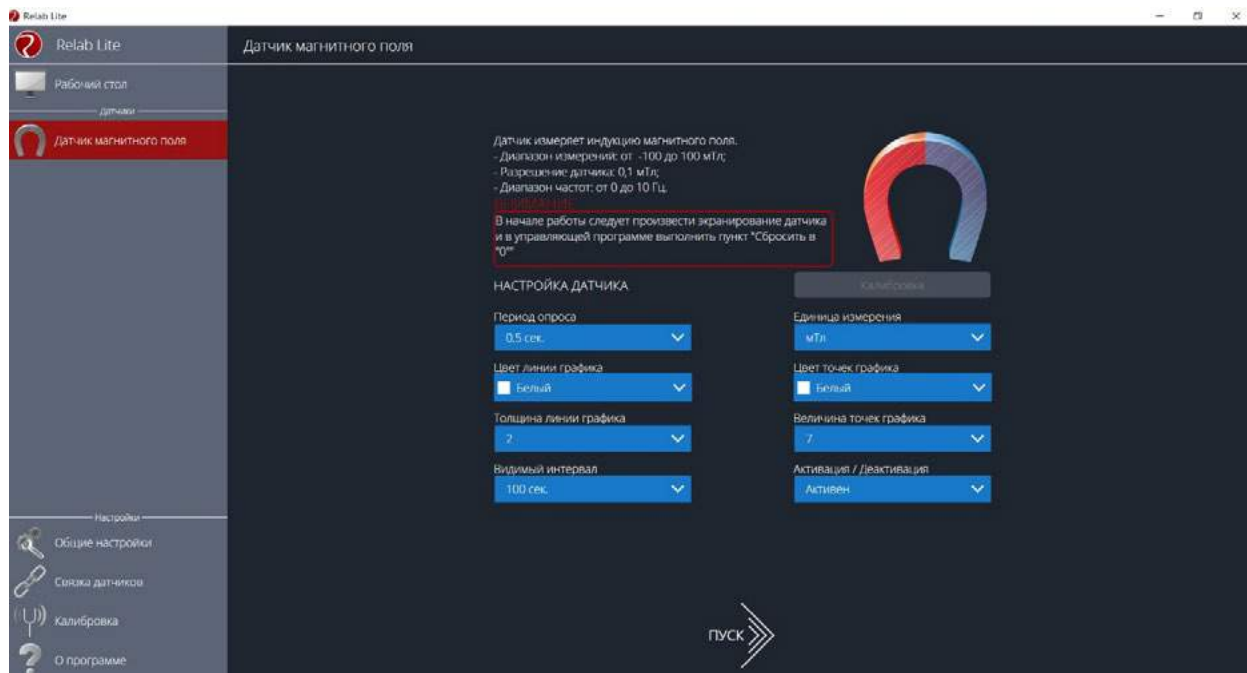 Relab Lite
Relab Lite
Датчик магнитного поля
Рабочий стол
Датчики
Датчик магнитного поля
Датчик измеряет индукцию магнитного поля.
- Диапазон измерений: от -100 до 100 мТл;
- Разрешение датчика: 0,1 мТл;
- Диапазон частот: от 0 до 10 Гц.
В начале работы следует произвести экранирование датчика
и в управляющей программе выполнить пункт "Сбросить в
"0""
НАСТРОЙКА ДАТЧИКА
Калибровка
Период опроса
Единица измерения
0,5 сек.
мТл
Цвет линии графика
Цвет точек графика
Белый
Белый
Толщина линии графика
Величина точек графика
2
7
Видимый интервал
Активация / Деактивация
100 сек.
Активен
Настройки
Общие настройки
Связка датчиков
Калибровка
О программе
ПУСК